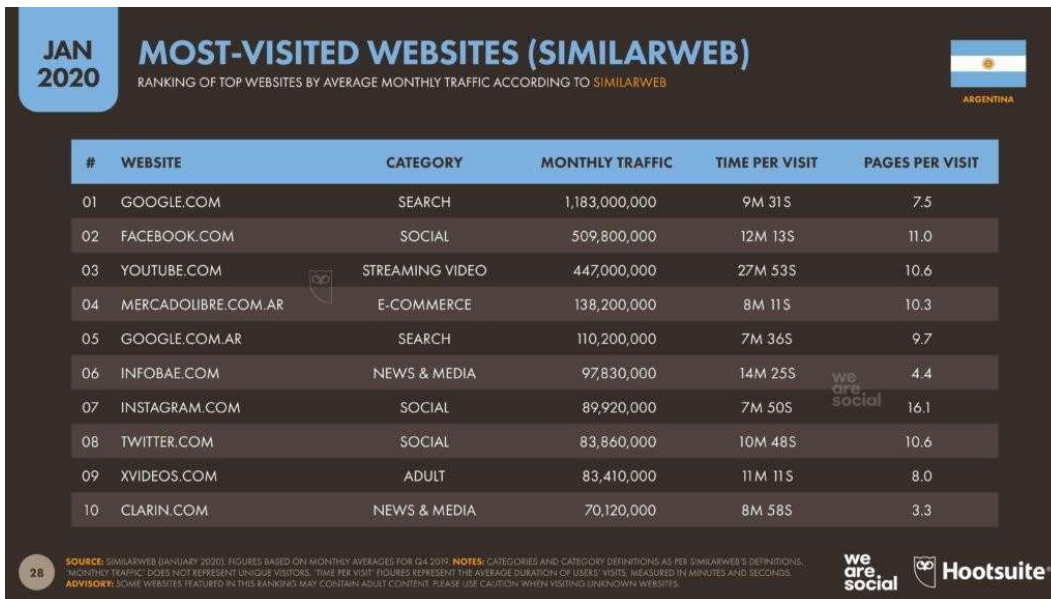 JAN
2020
MOST-VISITED WEBSITES (SIMILARWEB)
RANKING OF TOP WEBSITES BY AVERAGE MONTHLY TRAFFIC ACCORDING TO SIMILARWEB
ARGENTINA
# WEBSITE CATEGORY MONTHLY TRAFFIC TIME PER VISIT PAGES PER VISIT
01 GOOGLE.COM SEARCH 1,183,000,000 9M 31S 7.5
02 FACEBOOK.COM SOCIAL 509,800,000 12M 13S 11.0
03 YOUTUBE.COM STREAMING VIDEO 447,000,000 27M 53S 10.6
04 MERCADOLIBRE.COM.AR E-COMMERCE 138,200,000 8M 11S 10.3
05 GOOGLE.COM.AR SEARCH 110,200,000 7M 36S 9.7
06 INFOBAE.COM NEWS & MEDIA 97,830,000 14M 25S 4.4
07 INSTAGRAM.COM SOCIAL 89,920,000 7M 50S 16.1
08 TWITTER.COM SOCIAL 83,860,000 10M 48S 10.6
09 XVIDEOS.COM ADULT 83,410,000 11M 11S 8.0
10 CLARIN.COM NEWS & MEDIA 70,120,000 8M 58S 3.3
we
are
social
28
SOURCE: SIMILARWEB (JANUARY 2020). FIGURES BASED ON MONTHLY AVERAGES FOR Q4 2019. NOTES: CATEGORIES AND CATEGORY DEFINITIONS AS PER SIMILARWEB'S DEFINITIONS.
'MONTHLY TRAFFIC' DOES NOT REPRESENT UNIQUE VISITORS. 'TIME PER VISIT' FIGURES REPRESENT THE AVERAGE DURATION OF USERS' VISITS, MEASURED IN MINUTES AND SECONDS.
ADVISORY: SOME WEBSITES FEATURED IN THIS RANKING MAY CONTAIN ADULT CONTENT. PLEASE USE CAUTION WHEN VISITING UNKNOWN WEBSITES.
we
are
social
Hootsuite